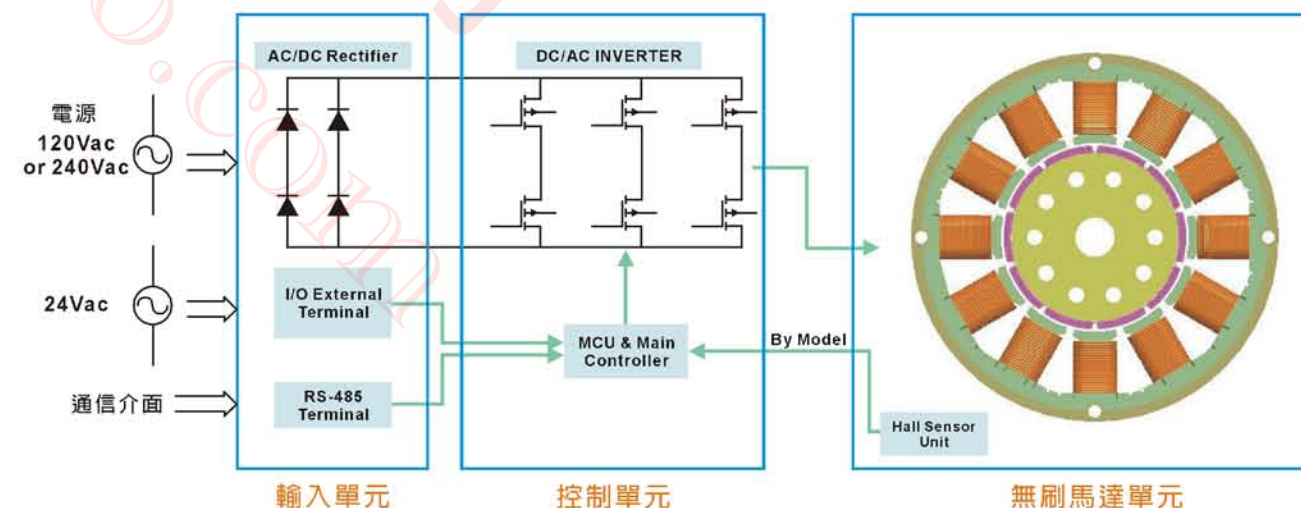 AC/DC Rectifier
DC/AC INVERTER
電源
120Vac
or 240Vac
24Vac
通信介面
I/O External
Terminal
RS-485
Terminal
MCU & Main
Controller
By Model
Hall Sensor
Unit
輸入單元
控制單元
無刷馬達單元